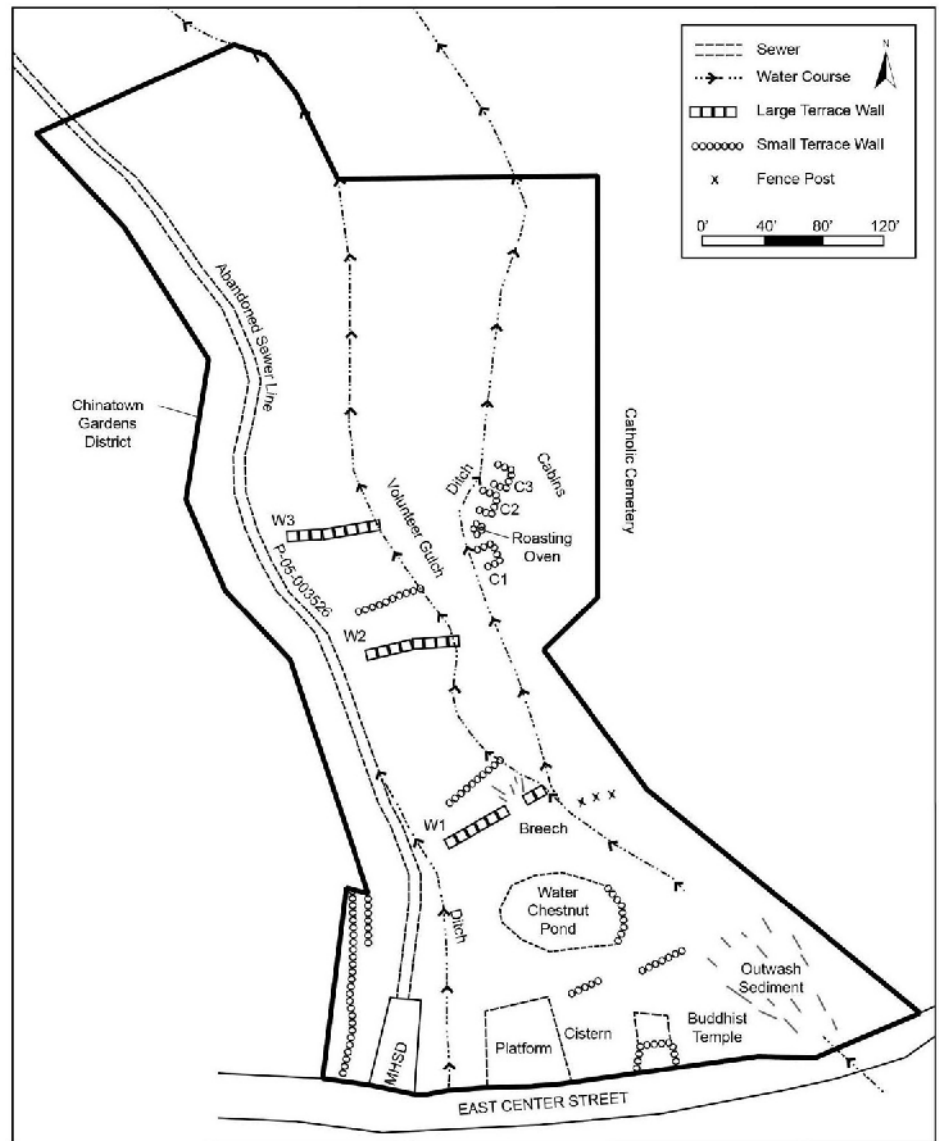 Sewer
N
Water Course
Large Terrace Wall
Small Terrace Wall
x Fence Post
0' 40' 80' 120'
Abandoned Sewer Line
Chinatown
Gardens
District
Catholic Cemetery
Ditch
Cabins
C3
C2
Roasting
Oven
C1
W3
Volunteer Gulch
P-05-003526
W2
W1
Breech
x x x
Water
Chestnut
Pond
Ditch
Outwash
Sediment
Buddhist
Temple
Cistern
Platform
MHSD
EAST CENTER STREET